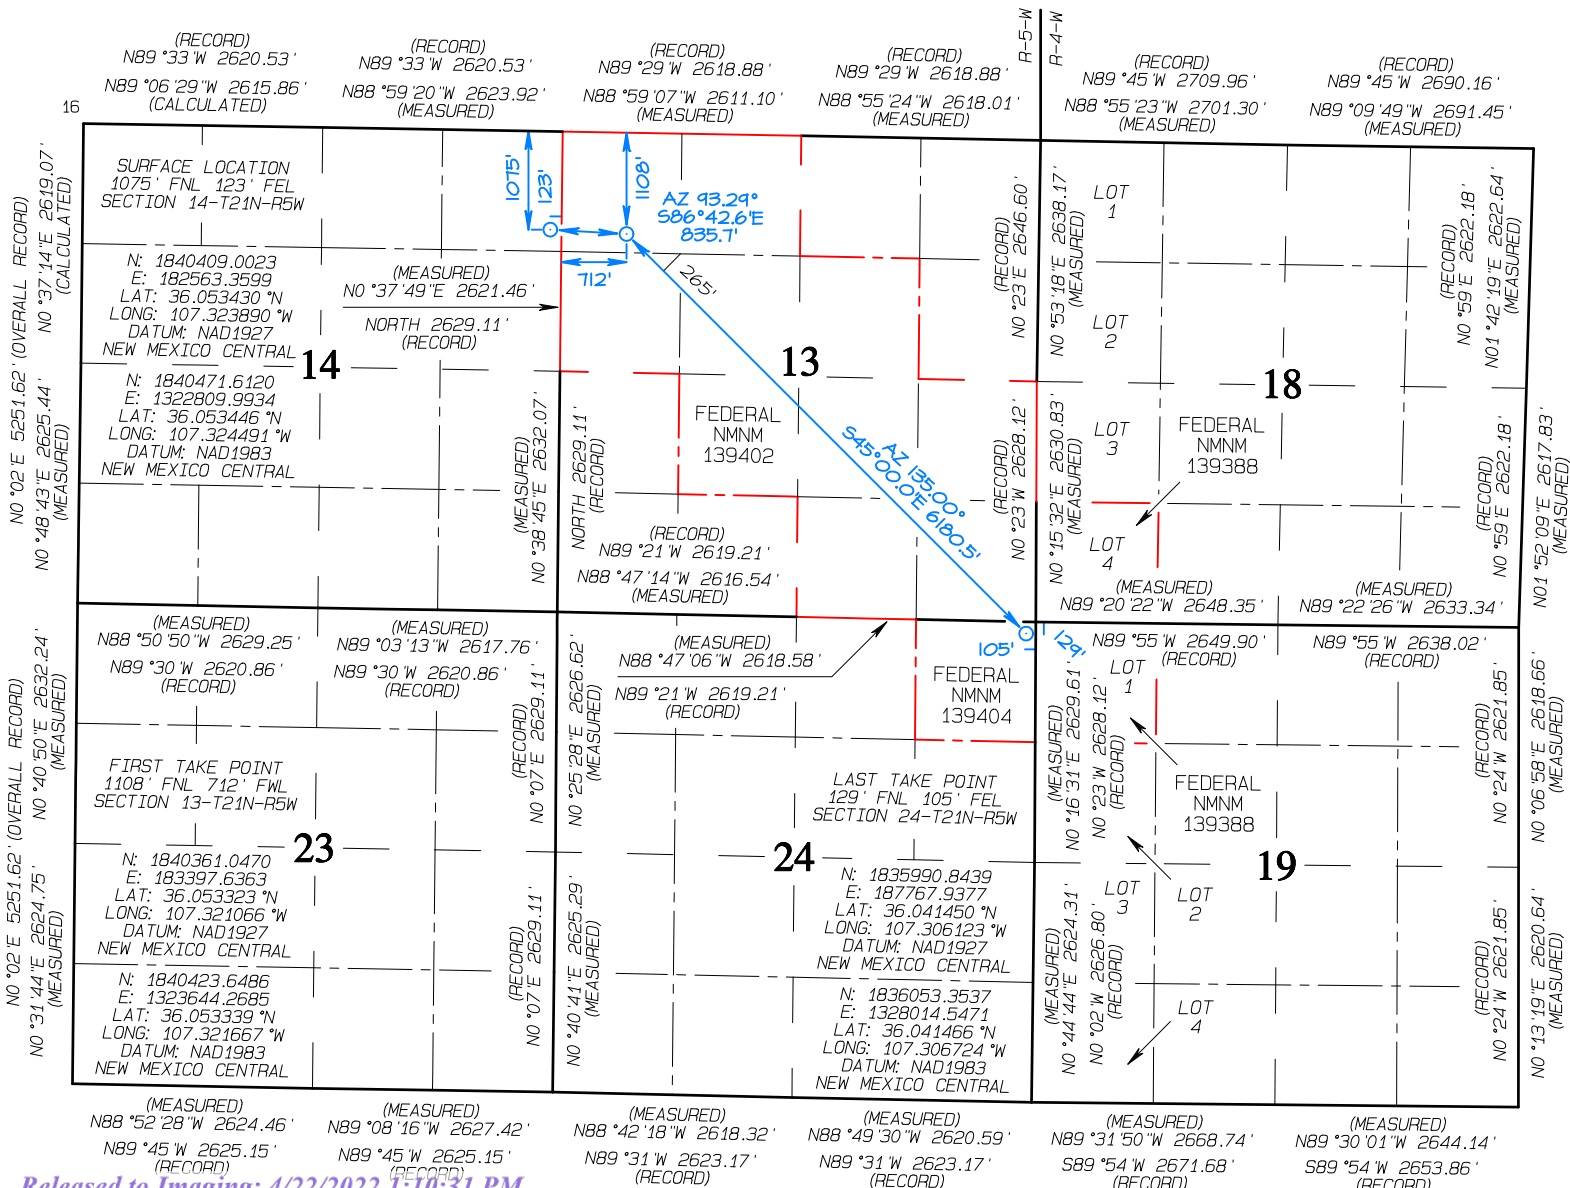 (RECORD)
N89°33'W 2620.53'
N89°06'29"W 2615.86'
(CALCULATED)
(RECORD)
N89°33'W 2620.53'
N88°59'20"W 2623.92'
(MEASURED)
(RECORD)
N89°29'W 2618.88'
N88°59'07"W 2611.10'
(MEASURED)
(RECORD)
N89°29'W 2618.88'
N88°55'24"W 2618.01'
(MEASURED)
R-5-W
R-4-W
(RECORD)
N89°45'W 2709.96'
N88°55'23"W 2701.30'
(MEASURED)
(RECORD)
N89°45'W 2690.16'
N89°09'49"W 2691.45'
(MEASURED)
16
N0°02'E 5251.62' (OVERALL RECORD)
N0°37'14"E 2619.07'
(CALCULATED)
N0°48'43"E 2625.44'
(MEASURED)
SURFACE LOCATION
1075' FNL 123' FEL
SECTION 14-T21N-R5W
N: 1840409.0023
E: 182563.3599
LAT: 36.053430°N
LONG: 107.323890°W
DATUM: NAD1927
NEW MEXICO CENTRAL
N: 1840471.6120
E: 1322809.9934
LAT: 36.053446°N
LONG: 107.324491°W
DATUM: NAD1983
NEW MEXICO CENTRAL
14
(MEASURED)
N0°37'49"E 2621.46'
NORTH 2629.11'
(RECORD)
(MEASURED)
N0°38'45"E 2632.07'
NORTH 2629.11'
(RECORD)
1075'
123'
1108'
712'
AZ 93.29°
S86°42.6'E
835.7'
265'
13
FEDERAL
NMNM
139402
AZ 135.00°
S45°00.0'E 6180.5'
(RECORD)
N0°23'E 2646.60'
N0°53'18"E 2638.17'
(MEASURED)
(RECORD)
N0°23'W 2628.12'
N0°15'32"E 2630.83'
(MEASURED)
LOT
1
LOT
2
LOT
3
LOT
4
18
FEDERAL
NMNM
139388
(RECORD)
N0°59'E 2622.18'
N01°42'19"E 2622.64'
(MEASURED)
(RECORD)
N0°59'E 2622.18'
N01°52'09"E 2617.83'
(MEASURED)
(RECORD)
N89°21'W 2619.21'
N88°47'14"W 2616.54'
(MEASURED)
(MEASURED)
N89°20'22"W 2648.35'
(MEASURED)
N89°22'26"W 2633.34'
(MEASURED)
N88°50'50"W 2629.25'
N89°30'W 2620.86'
(RECORD)
(MEASURED)
N89°03'13"W 2617.76'
N89°30'W 2620.86'
(RECORD)
(MEASURED)
N88°47'06"W 2618.58'
N89°21'W 2619.21'
(RECORD)
105'
129'
N89°55'W 2649.90'
(RECORD)
N89°55'W 2638.02'
(RECORD)
FEDERAL
NMNM
139404
N0°02'E 5251.62' (OVERALL RECORD)
N0°40'50"E 2632.24'
(MEASURED)
N0°31'44"E 2624.75'
(MEASURED)
FIRST TAKE POINT
1108' FNL 712' FWL
SECTION 13-T21N-R5W
N: 1840361.0470
E: 183397.6363
LAT: 36.053323°N
LONG: 107.321066°W
DATUM: NAD1927
NEW MEXICO CENTRAL
N: 1840423.6486
E: 1323644.2685
LAT: 36.053339°N
LONG: 107.321667°W
DATUM: NAD1983
NEW MEXICO CENTRAL
23
(RECORD)
N0°07'E 2629.11'
N0°25'28"E 2626.62'
(MEASURED)
(RECORD)
N0°07'E 2629.11'
N0°40'41"E 2625.29'
(MEASURED)
LAST TAKE POINT
129' FNL 105' FEL
SECTION 24-T21N-R5W
24
N: 1835990.8439
E: 187767.9377
LAT: 36.041450°N
LONG: 107.306123°W
DATUM: NAD1927
NEW MEXICO CENTRAL
N: 1836053.3537
E: 1328014.5471
LAT: 36.041466°N
LONG: 107.306724°W
DATUM: NAD1983
NEW MEXICO CENTRAL
(MEASURED)
N0°16'31"E 2629.61'
N0°23'W 2628.12'
(RECORD)
(MEASURED)
N0°44'44"E 2624.31'
N0°02'W 2626.80'
(RECORD)
LOT
1
FEDERAL
NMNM
139388
19
LOT
2
LOT
3
LOT
4
(RECORD)
N0°24'W 2621.85'
N0°06'58"E 2618.66'
(MEASURED)
(RECORD)
N0°24'W 2621.85'
N0°13'19"E 2620.64'
(MEASURED)
(MEASURED)
N88°52'28"W 2624.46'
N89°45'W 2625.15'
(RECORD)
(MEASURED)
N89°08'16"W 2627.42'
N89°45'W 2625.15'
(RECORD)
(MEASURED)
N88°42'18"W 2618.32'
N89°31'W 2623.17'
(RECORD)
(MEASURED)
N88°49'30"W 2620.59'
N89°31'W 2623.17'
(RECORD)
(MEASURED)
N89°31'50"W 2668.74'
S89°54'W 2671.68'
(RECORD)
(MEASURED)
N89°30'01"W 2644.14'
S89°54'W 2653.86'
(RECORD)
Released to Imaging: 4/22/2022 1:10:31 PM